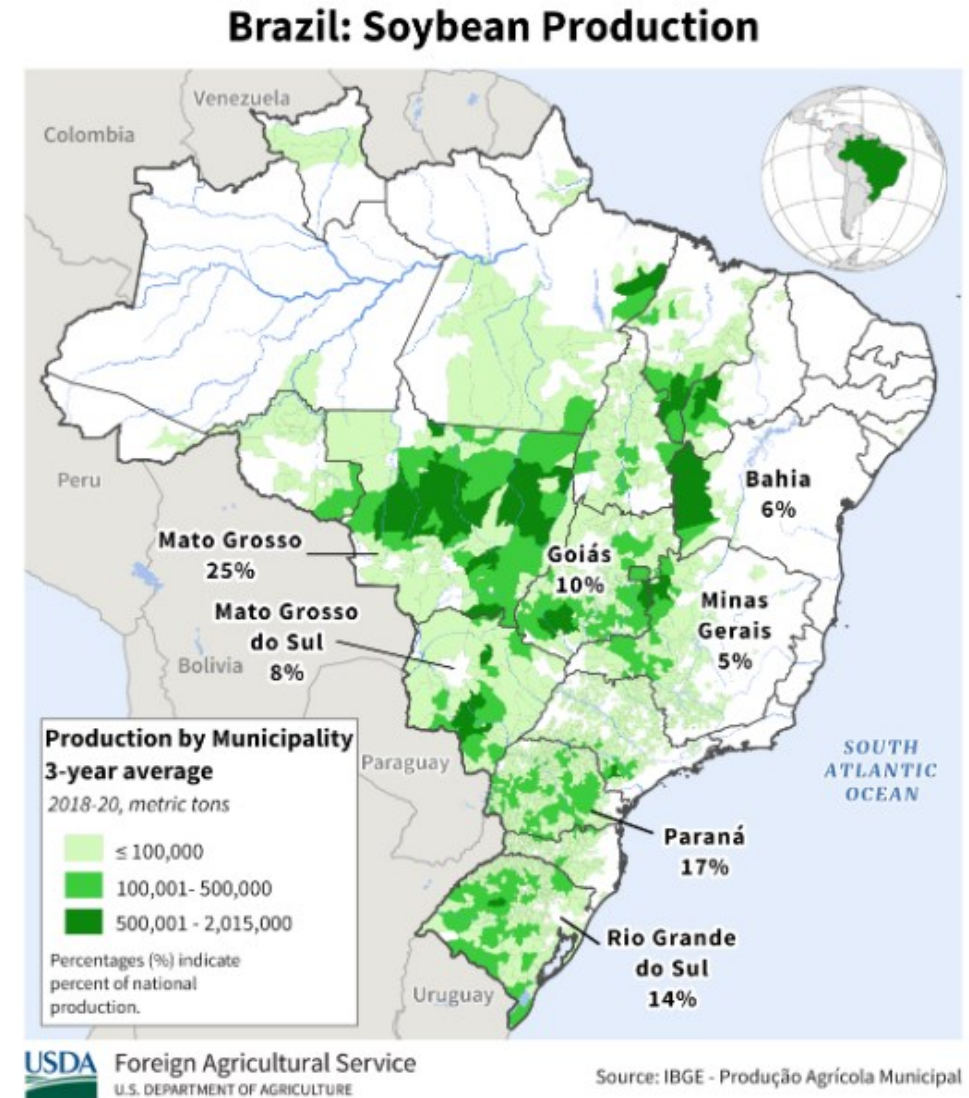 Brazil: Soybean Production
Venezuela
Colombia
Peru
Bahia
6%
Mato Grosso
25%
Goiás
10%
Mato Grosso
do Sul
8%
Minas
Gerais
5%
Bolivia
Production by Municipality
3-year average
2018-20, metric tons
≤ 100,000
100,001- 500,000
500,001 - 2,015,000
Percentages (%) indicate
percent of national
production.
Paraguay
SOUTH
ATLANTIC
OCEAN
Paraná
17%
Rio Grande
do Sul
14%
Uruguay
USDA
Foreign Agricultural Service
U.S. DEPARTMENT OF AGRICULTURE
Source: IBGE - Produção Agrícola Municipal